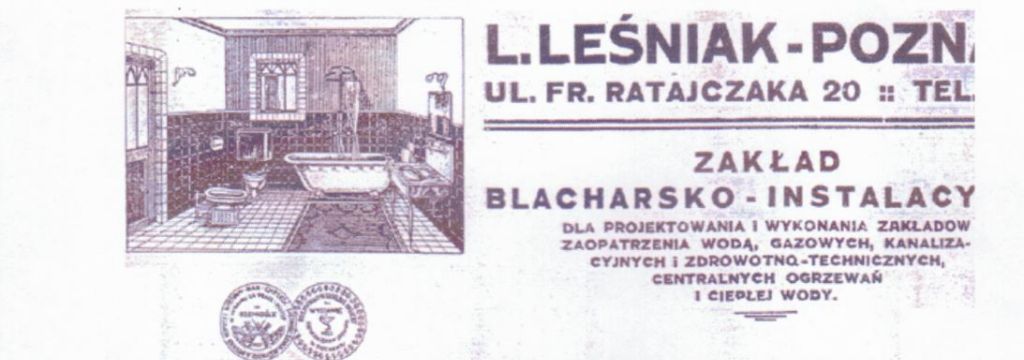 L.LEŚNIAK - POZN
UL. FR. RATAJCZAKA 20 :: TEL.
ZAKŁAD
BLACHARSKO - INSTALACY
DLA PROJEKTOWANIA I WYKONANIA ZAKŁADÓW
ZAOPATRZENIA WODĄ, GAZOWYCH, KANALIZA-
CYJNYCH I ZDROWOTNO-TECHNICZNYCH,
CENTRALNYCH OGRZEWAŃ
I CIEPŁEJ WODY.